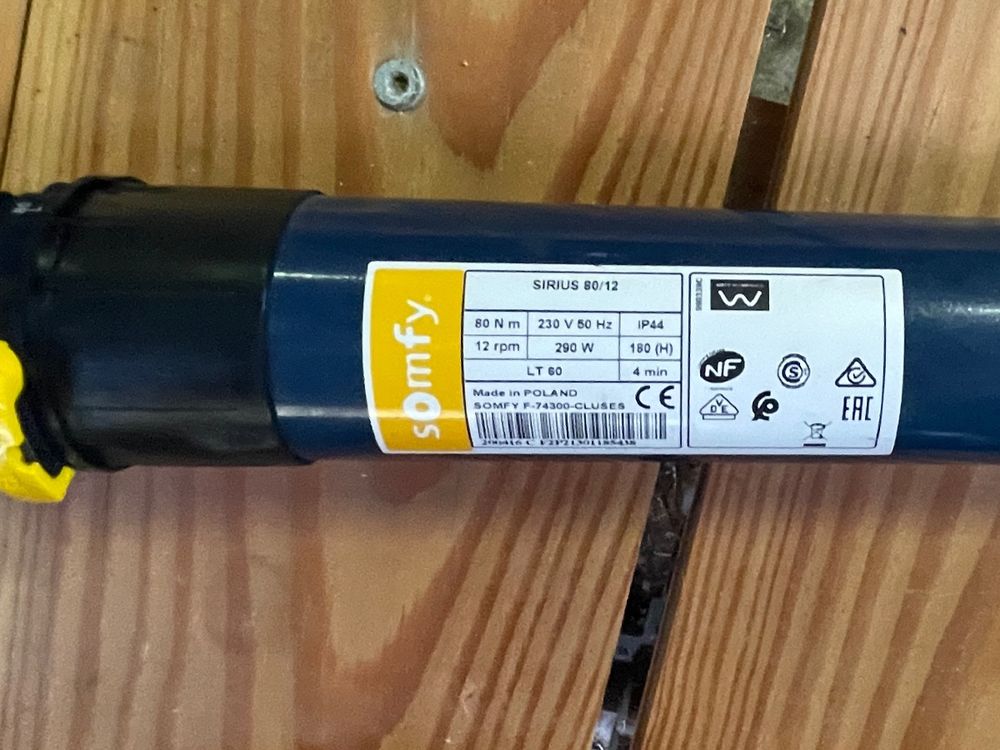 somfy
SIRIUS 80/12
80 N m 230 V 50 Hz IP44
12 rpm 290 W 180 (H)
LT 60 4 min
Made in POLAND
SOMFY F-74300-CLUSES
CE
NF
S
VDE
EAC